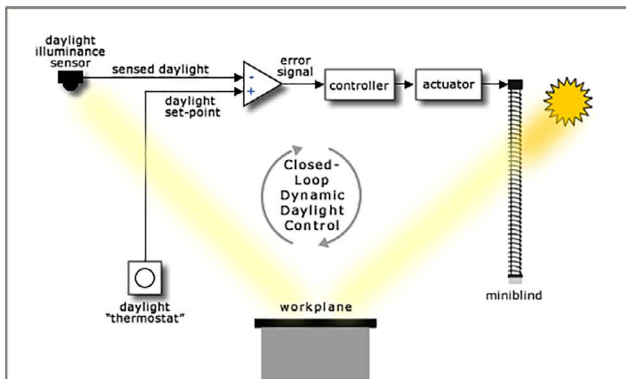 daylight
illuminance
sensor
sensed daylight
-
+
daylight
set-point
error
signal
controller
actuator
Closed-
Loop
Dynamic
Daylight
Control
daylight
"thermostat"
workplane
miniblind